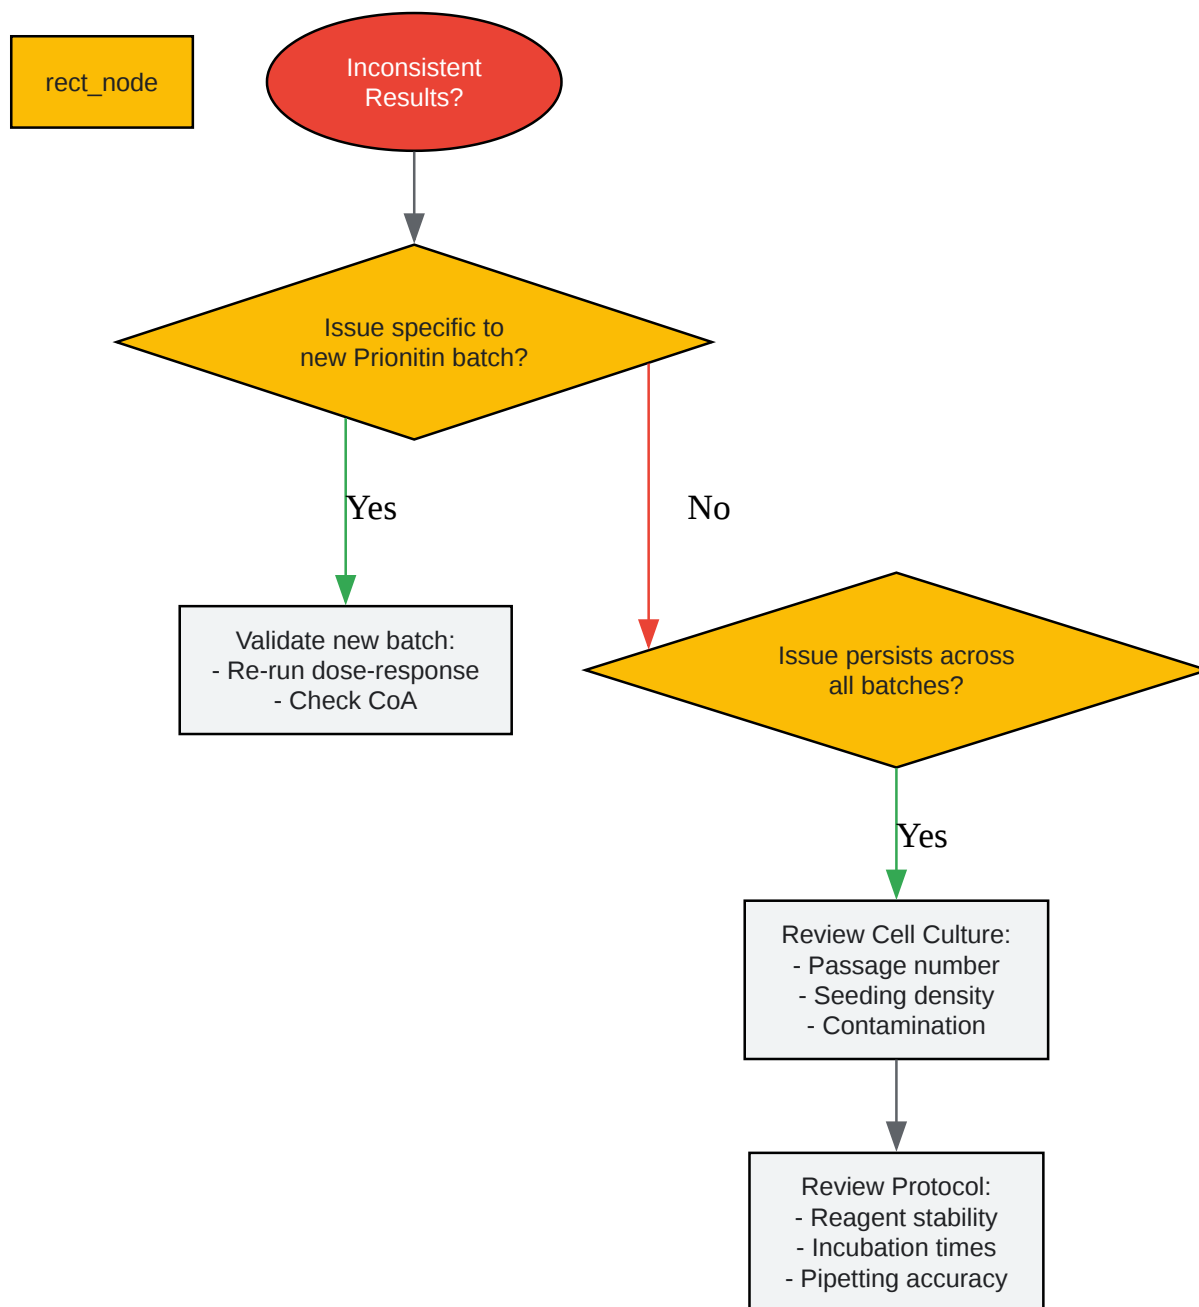 rect_node
Inconsistent
Results?
Issue specific to
new Prionitin batch?
Yes
No
Validate new batch:
- Re-run dose-response
- Check CoA
Issue persists across
all batches?
Yes
Review Cell Culture:
- Passage number
- Seeding density
- Contamination
Review Protocol:
- Reagent stability
- Incubation times
- Pipetting accuracy